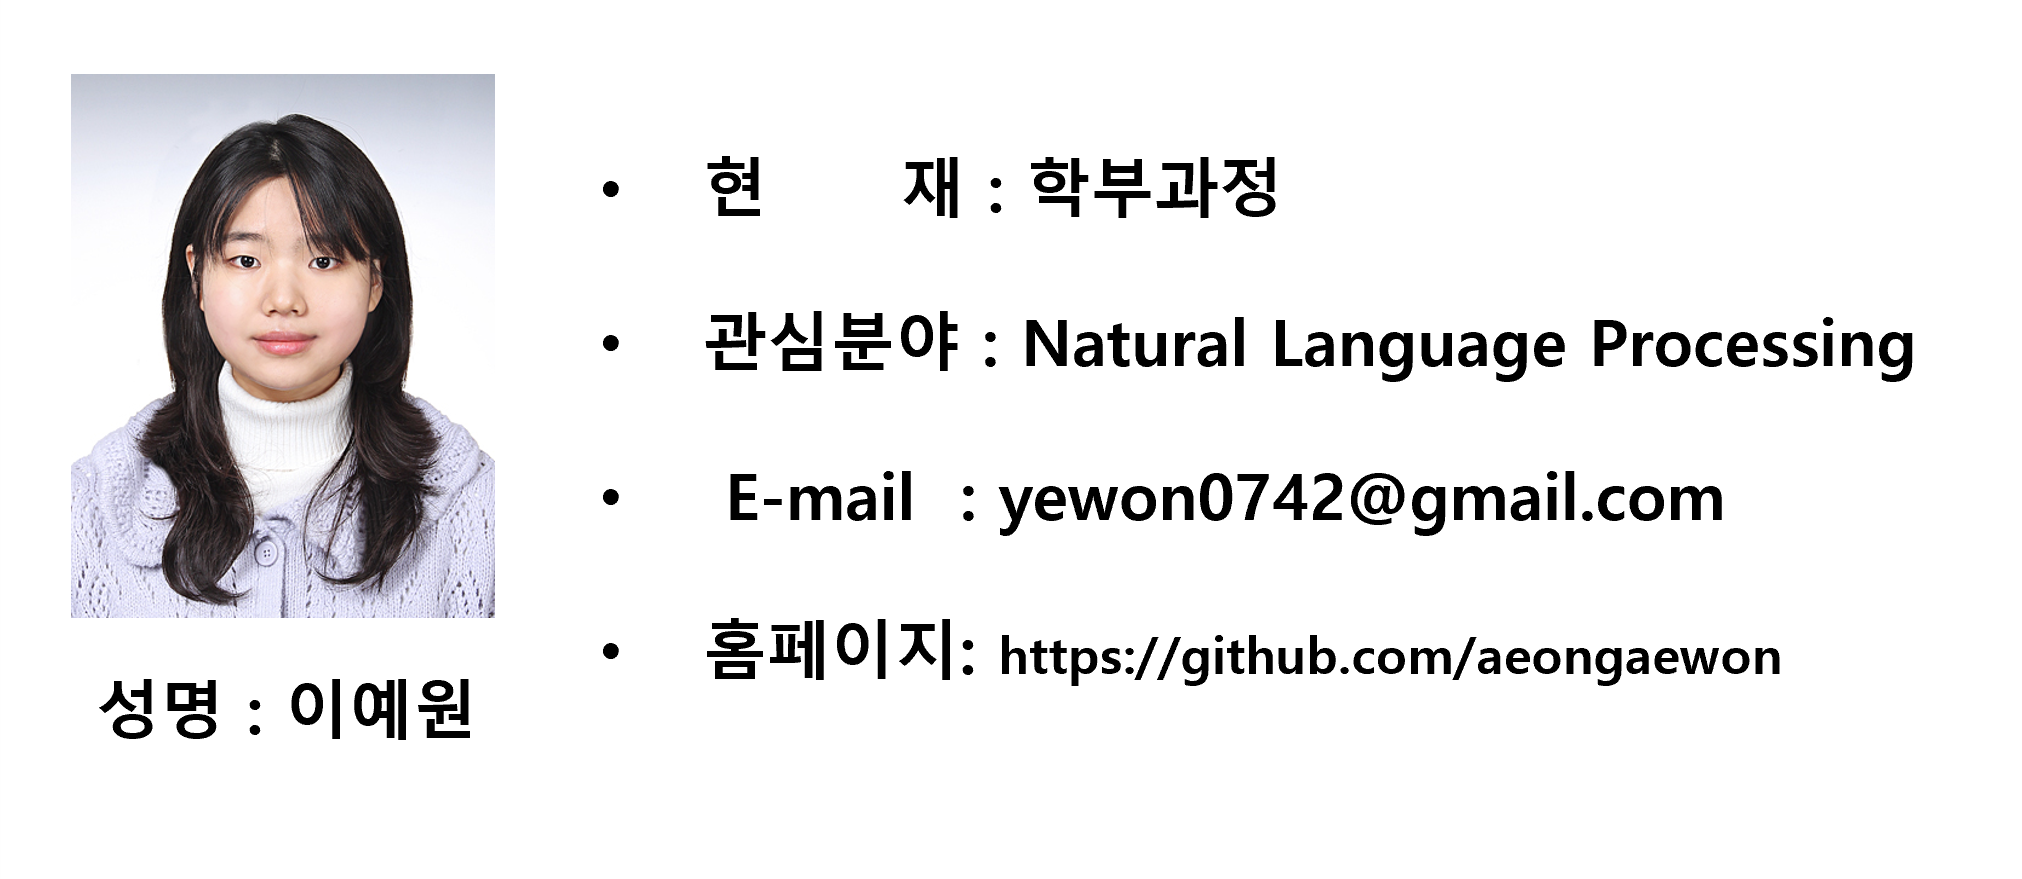 현 재 : 학부과정
관심분야 : Natural Language Processing
E-mail : yewon0742@gmail.com
홈페이지: https://github.com/aeongaewon
성명 : 이예원